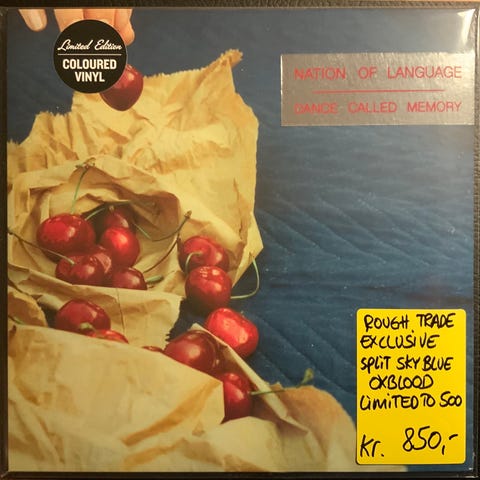 Limited Edition
COLOURED
VINYL
NATION OF LANGUAGE
DANCE CALLED MEMORY
ROUGH TRADE
EXCLUSIVE
SPLIT SKY BLUE
OXBLOOD
LIMITED TO 500
Kr. 850,-